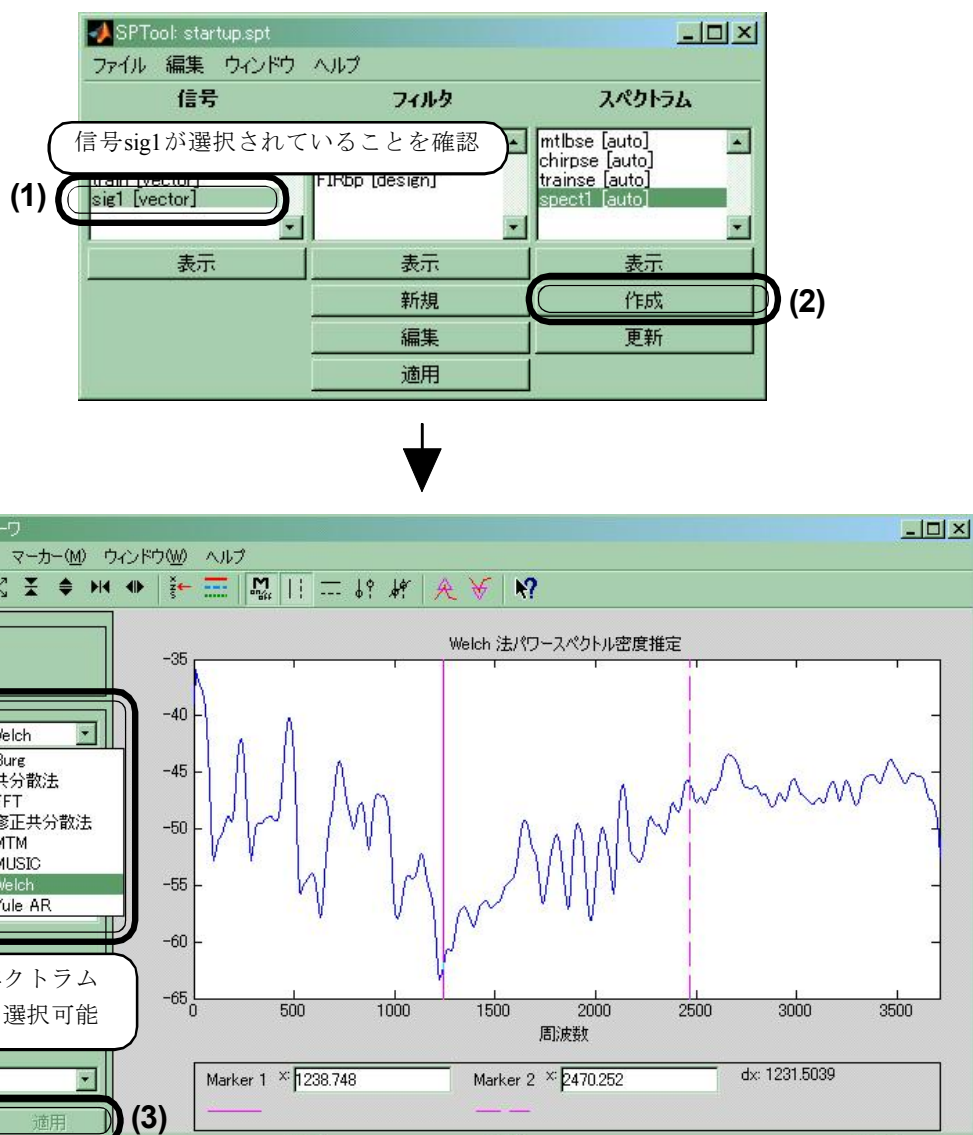 SPTool: startup.spt
ファイル 編集 ウィンドウ ヘルプ
信号 フィルタ スペクトラム
信号sig1が選択されていることを確認
mtlbse [auto]
chirpse [auto]
train [vector] FIRbp [design] trainse [auto]
(1) sig1 [vector] spect1 [auto]
表示 表示 表示
新規 作成 (2)
編集 更新
適用
マーカー(M) ウィンドウ(W) ヘルプ
Welch 法パワースペクトル密度推定
Welch
Burg
共分散法
FFT
修正共分散法
MTM
MUSIC
Welch
Yule AR
クトラム
選択可能
適用 (3)
-35
-40
-45
-50
-55
-60
-65
0 500 1000 1500 2000 2500 3000 3500
周波数
Marker 1 x: 1238.748 Marker 2 x: 2470.252 dx: 1231.5039